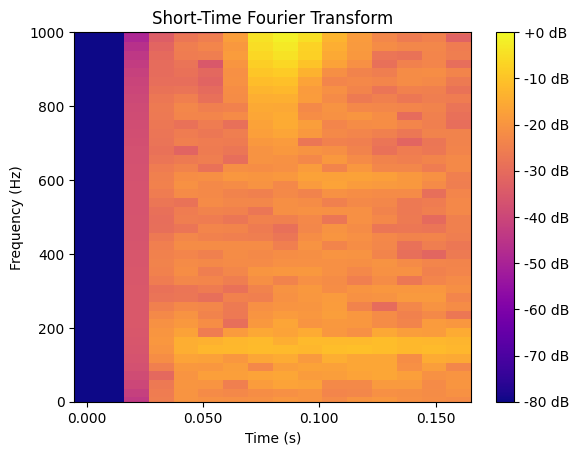 Short-Time Fourier Transform
1000
800
600
400
200
0
Frequency (Hz)
0.000
0.050
0.100
0.150
Time (s)
+0 dB
-10 dB
-20 dB
-30 dB
-40 dB
-50 dB
-60 dB
-70 dB
-80 dB